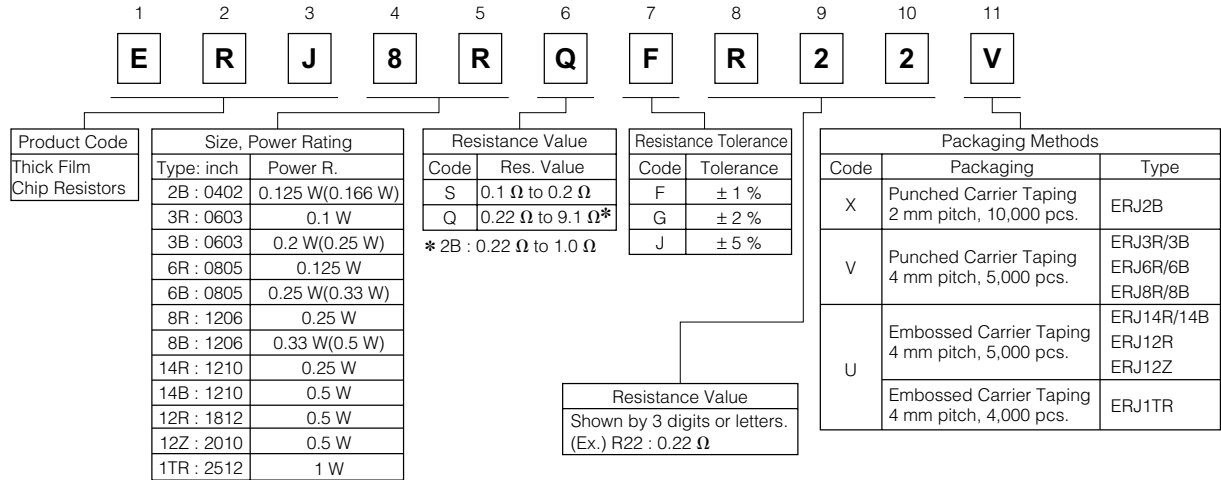 1 2 3 4 5 6 7 8 9 10 11
E R J 8 R Q F R 2 2 V
Product Code
Thick Film
Chip Resistors
Size, Power Rating
Type: inch Power R.
2B : 0402 0.125 W(0.166 W)
3R : 0603 0.1 W
3B : 0603 0.2 W(0.25 W)
6R : 0805 0.125 W
6B : 0805 0.25 W(0.33 W)
8R : 1206 0.25 W
8B : 1206 0.33 W(0.5 W)
14R : 1210 0.25 W
14B : 1210 0.5 W
12R : 1812 0.5 W
12Z : 2010 0.5 W
1TR : 2512 1 W
Resistance Value
Code Res. Value
S 0.1 Ω to 0.2 Ω
Q 0.22 Ω to 9.1 Ω*
* 2B : 0.22 Ω to 1.0 Ω
Resistance Tolerance
Code Tolerance
F ± 1 %
G ± 2 %
J ± 5 %
Resistance Value
Shown by 3 digits or letters.
(Ex.) R22 : 0.22 Ω
Packaging Methods
Code Packaging Type
X Punched Carrier Taping
2 mm pitch, 10,000 pcs. ERJ2B
V Punched Carrier Taping
4 mm pitch, 5,000 pcs.
ERJ3R/3B
ERJ6R/6B
ERJ8R/8B
U Embossed Carrier Taping
4 mm pitch, 5,000 pcs.
ERJ14R/14B
ERJ12R
ERJ12Z
Embossed Carrier Taping
4 mm pitch, 4,000 pcs. ERJ1TR